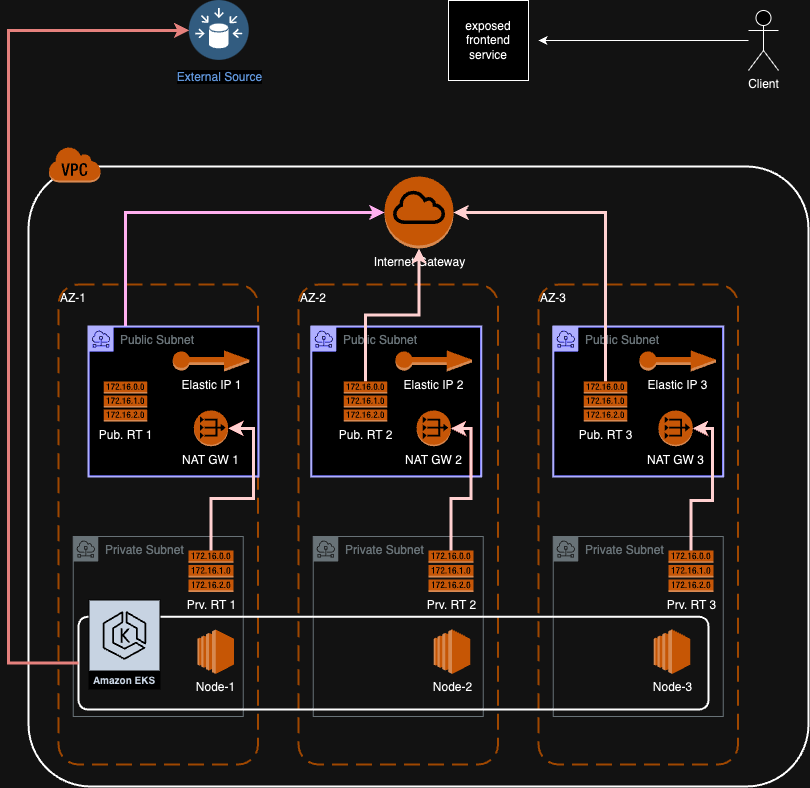 External Source
exposed
frontend
service
Client
VPC
Internet Gateway
AZ-1
AZ-2
AZ-3
Public Subnet
Public Subnet
Public Subnet
Elastic IP 1
Elastic IP 2
Elastic IP 3
172.16.0.0
172.16.1.0
172.16.2.0
172.16.0.0
172.16.1.0
172.16.2.0
172.16.0.0
172.16.1.0
172.16.2.0
Pub. RT 1
Pub. RT 2
Pub. RT 3
NAT GW 1
NAT GW 2
NAT GW 3
Private Subnet
Private Subnet
Private Subnet
172.16.0.0
172.16.1.0
172.16.2.0
172.16.0.0
172.16.1.0
172.16.2.0
172.16.0.0
172.16.1.0
172.16.2.0
Prv. RT 1
Prv. RT 2
Prv. RT 3
K
Amazon EKS
Node-1
Node-2
Node-3